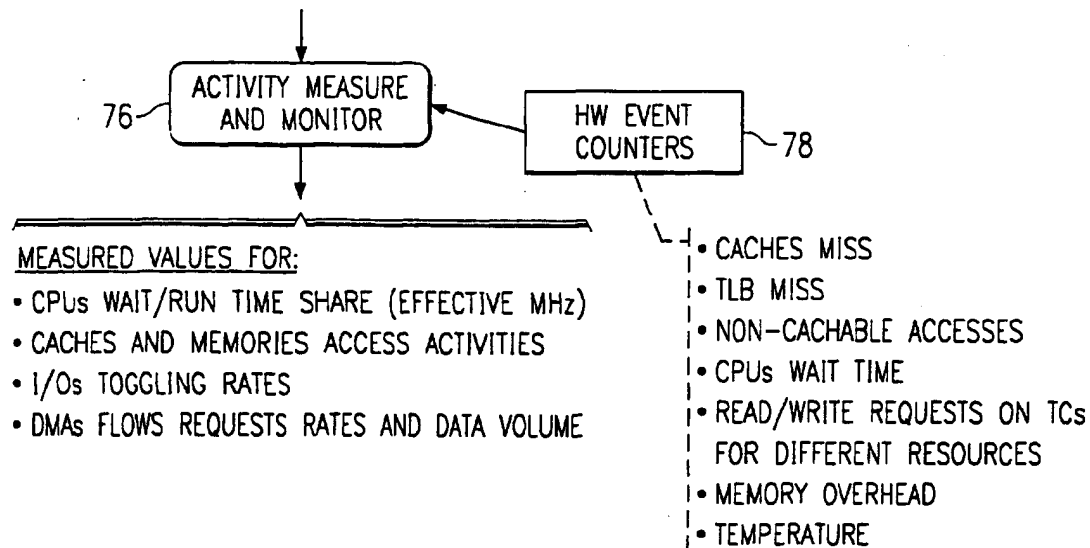 ACTIVITY MEASURE
AND MONITOR
76
HW EVENT
COUNTERS
78
MEASURED VALUES FOR:
• CPUs WAIT/RUN TIME SHARE (EFFECTIVE MHz)
• CACHES AND MEMORIES ACCESS ACTIVITIES
• I/Os TOGGLING RATES
• DMAs FLOWS REQUESTS RATES AND DATA VOLUME
• CACHES MISS
• TLB MISS
• NON-CACHABLE ACCESSES
• CPUs WAIT TIME
• READ/WRITE REQUESTS ON TCs
FOR DIFFERENT RESOURCES
• MEMORY OVERHEAD
• TEMPERATURE